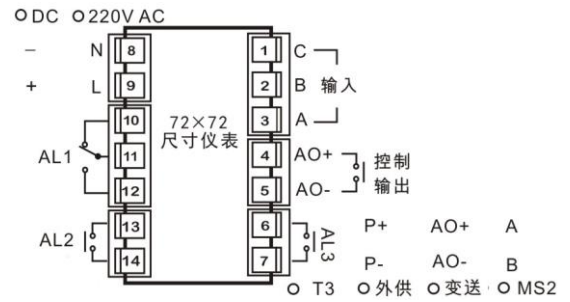 DC 220V AC
− N 8 1 C
+ L 9 2 B 输入
10 3 A
72×72
尺寸仪表
AL1 11 4 AO+ 控制
12 5 AO- 输出
AL2 13 6 AL3 P+ AO+ A
14 7 P- AO- B
T3 外供 变送 MS2